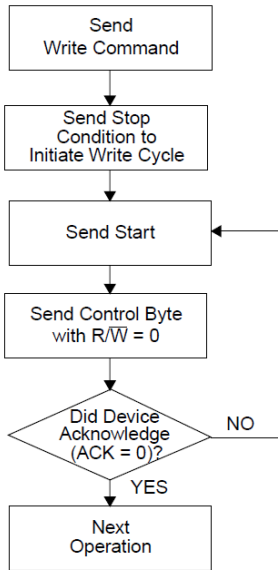 Send
Write Command
Send Stop
Condition to
Initiate Write Cycle
Send Start
Send Control Byte
with R/W̅ = 0
Did Device
Acknowledge
(ACK = 0)?
NO
YES
Next
Operation